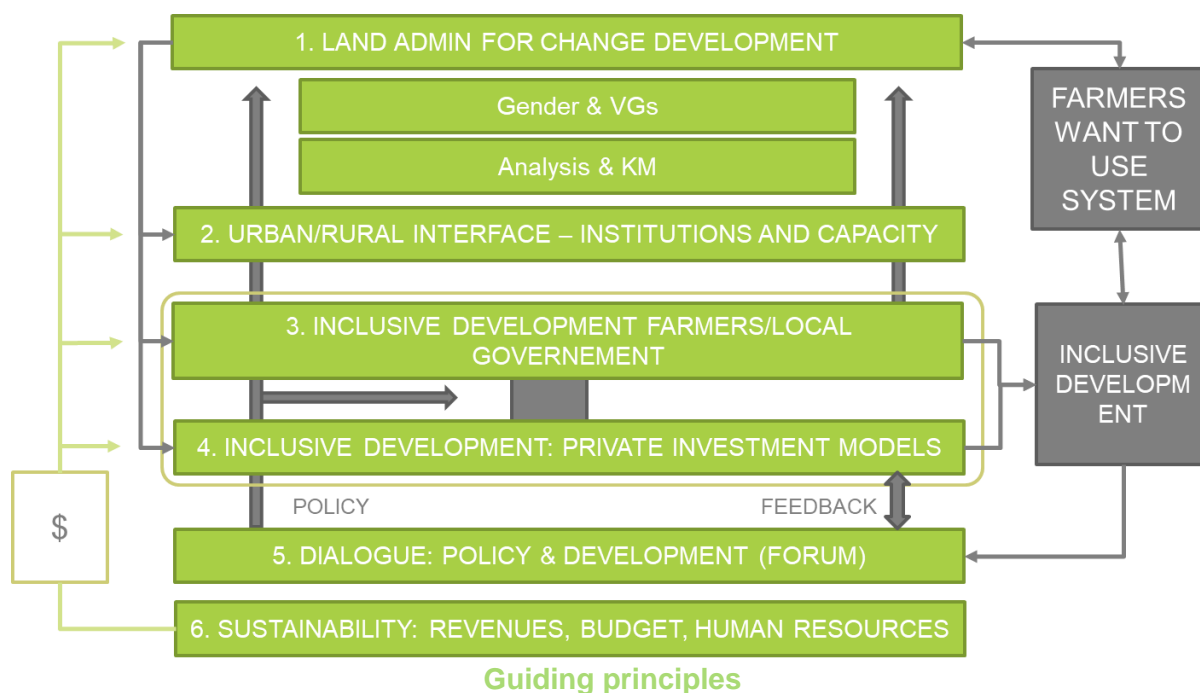 1. LAND ADMIN FOR CHANGE DEVELOPMENT
Gender & VGs
Analysis & KM
FARMERS
WANT TO
USE
SYSTEM
2. URBAN/RURAL INTERFACE – INSTITUTIONS AND CAPACITY
3. INCLUSIVE DEVELOPMENT FARMERS/LOCAL
GOVERNEMENT
INCLUSIVE
DEVELOPM
ENT
4. INCLUSIVE DEVELOPMENT: PRIVATE INVESTMENT MODELS
$
POLICY
FEEDBACK
5. DIALOGUE: POLICY & DEVELOPMENT (FORUM)
6. SUSTAINABILITY: REVENUES, BUDGET, HUMAN RESOURCES
Guiding principles